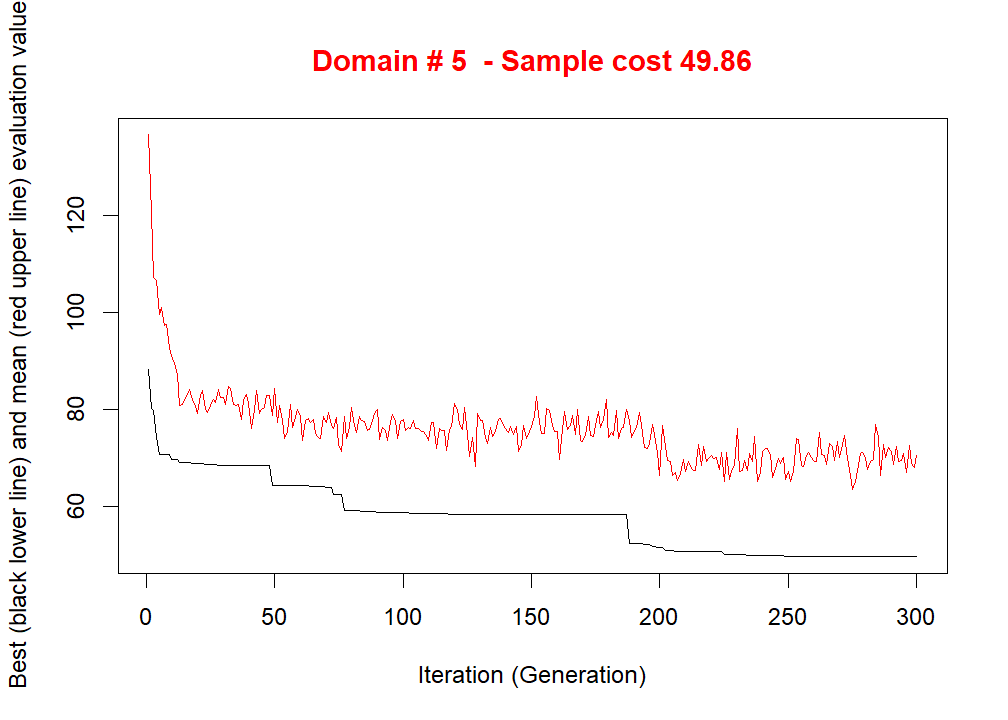 Domain # 5  - Sample cost 49.86
Best (black lower line) and mean (red upper line) evaluation value
120
100
80
60
0 50 100 150 200 250 300
Iteration (Generation)